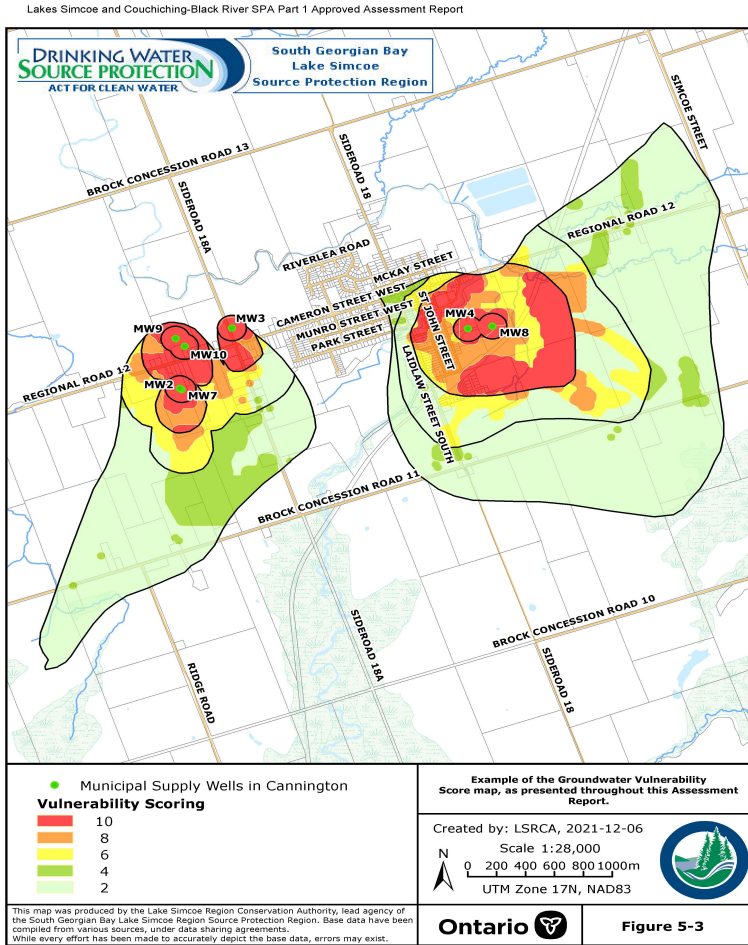 Lakes Simcoe and Couchiching-Black River SPA Part 1 Approved Assessment Report
DRINKING WATER
SOURCE PROTECTION
ACT FOR CLEAN WATER
South Georgian Bay
Lake Simcoe
Source Protection Region
SIMCOE STREET
BROCK CONCESSION ROAD 13
SIDEROAD 18
SIDEROAD 18A
REGIONAL ROAD 12
RIVERLEA ROAD
MCKAY STREET
CAMERON STREET WEST
MUNRO STREET WEST
PARK STREET
ST JOHN STREET
MW9
MW3
MW10
MW4
MW8
REGIONAL ROAD 12
MW2
MW7
LAIDLAW STREET SOUTH
BROCK CONCESSION ROAD 11
BROCK CONCESSION ROAD 10
SIDEROAD 18A
RIDGE ROAD
SIDEROAD 18
Municipal Supply Wells in Cannington
Vulnerability Scoring
10
8
6
4
2
This map was produced by the Lake Simcoe Region Conservation Authority, lead agency of
the South Georgian Bay Lake Simcoe Region Source Protection Region. Base data have been
compiled from various sources, under data sharing agreements.
While every effort has been made to accurately depict the base data, errors may exist.
Example of the Groundwater Vulnerability
Score map, as presented throughout this Assessment
Report.
Created by: LSRCA, 2021-12-06
Scale 1:28,000
N
0 200 400 600 800 1000m
UTM Zone 17N, NAD83
Ontario
Figure 5-3